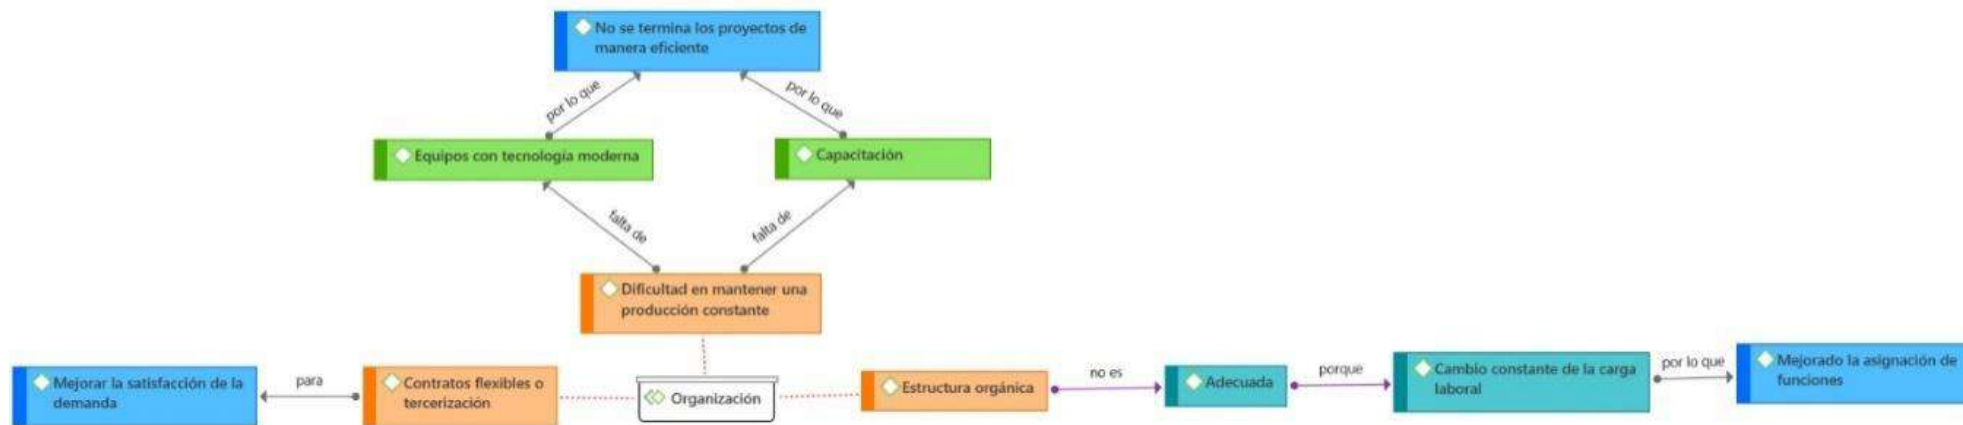 No se termina los proyectos de
manera eficiente
por lo que
por lo que
Equipos con tecnología moderna
Capacitación
falta de
falta de
Dificultad en mantener una
producción constante
Mejorar la satisfacción de la
demanda
para
Contratos flexibles o
tercerización
Organización
Estructura orgánica
no es
Adecuada
porque
Cambio constante de la carga
laboral
por lo que
Mejorado la asignación de
funciones